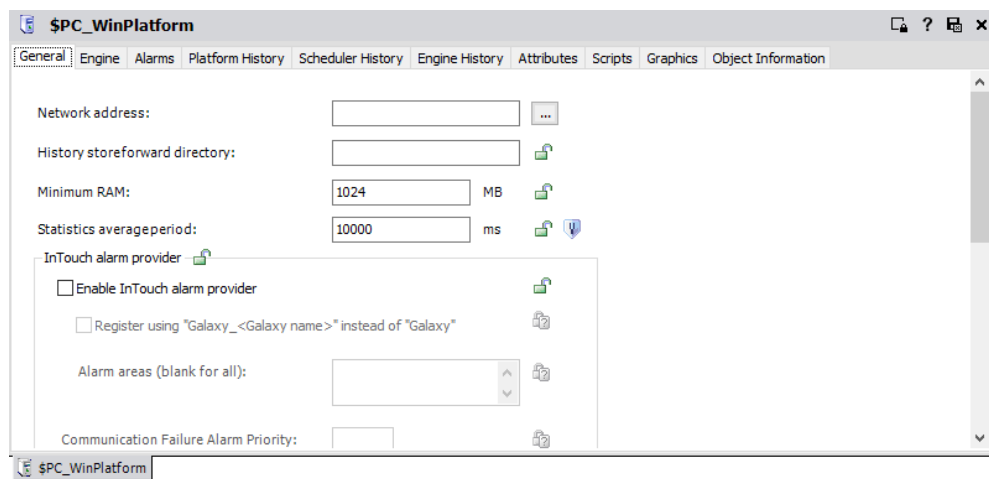 $PC_WinPlatform
General Engine Alarms Platform History Scheduler History Engine History Attributes Scripts Graphics Object Information
Network address: ...
History storeforward directory:
Minimum RAM: 1024 MB
Statistics average period: 10000 ms
InTouch alarm provider
Enable InTouch alarm provider
Register using "Galaxy_<Galaxy name>" instead of "Galaxy"
Alarm areas (blank for all):
Communication Failure Alarm Priority:
$PC_WinPlatform